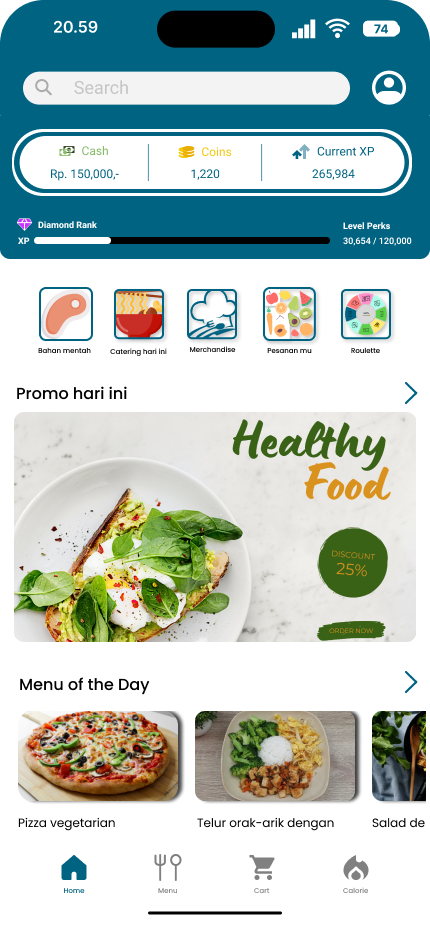 20.59
74
Search
Cash
Coins
Current XP
Rp. 150,000,-
1,220
265,984
Diamond Rank
Level Perks
XP
30,654 / 120,000
Bahan mentah
Catering hari ini
Merchandise
Pesanan mu
Roulette
Promo hari ini
Healthy
Food
DISCOUNT
25%
ORDER NOW
Menu of the Day
Pizza vegetarian
Telur orak-arik dengan
Salad de
Home
Menu
Cart
Calorie